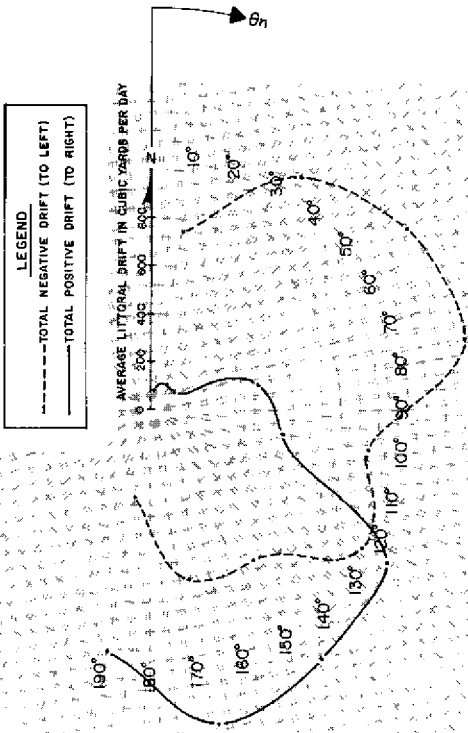 LEGEND
TOTAL NEGATIVE DRIFT (TO LEFT)
TOTAL POSITIVE DRIFT (TO RIGHT)
AVERAGE LITTORAL DRIFT IN CUBIC YARDS PER DAY
0 200 400 600 800
N
θn
10°
20°
30°
40°
50°
60°
70°
80°
90°
100°
110°
120°
130°
140°
150°
160°
170°
180°
190°